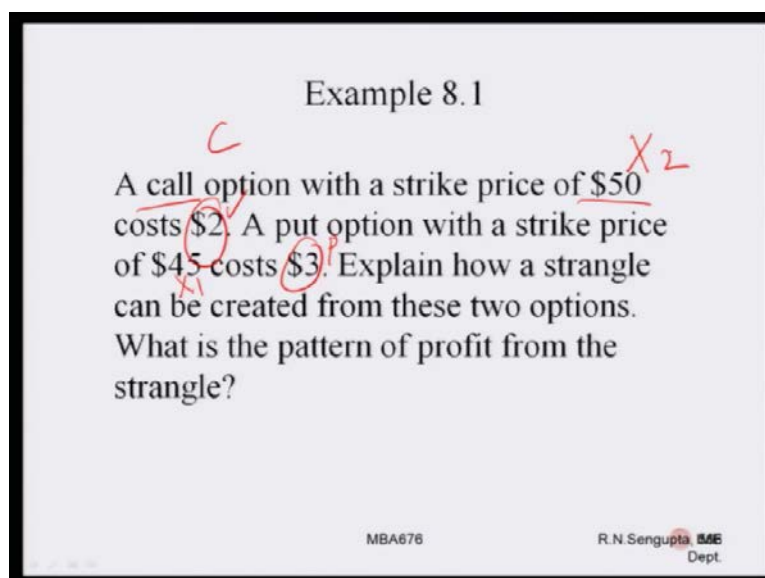 Example 8.1
C
X2
A call option with a strike price of $50
costs $2. A put option with a strike price
P
of $45 costs $3. Explain how a strangle
X1
can be created from these two options.
What is the pattern of profit from the
strangle?
MBA676
R.N.Sengupta,
Dept.